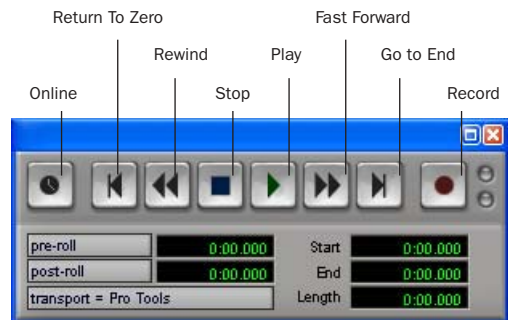 Return To Zero
Fast Forward
Rewind
Play
Go to End
Online
Stop
Record
pre-roll
0:00.000
Start
0:00.000
post-roll
0:00.000
End
0:00.000
transport = Pro Tools
Length
0:00.000